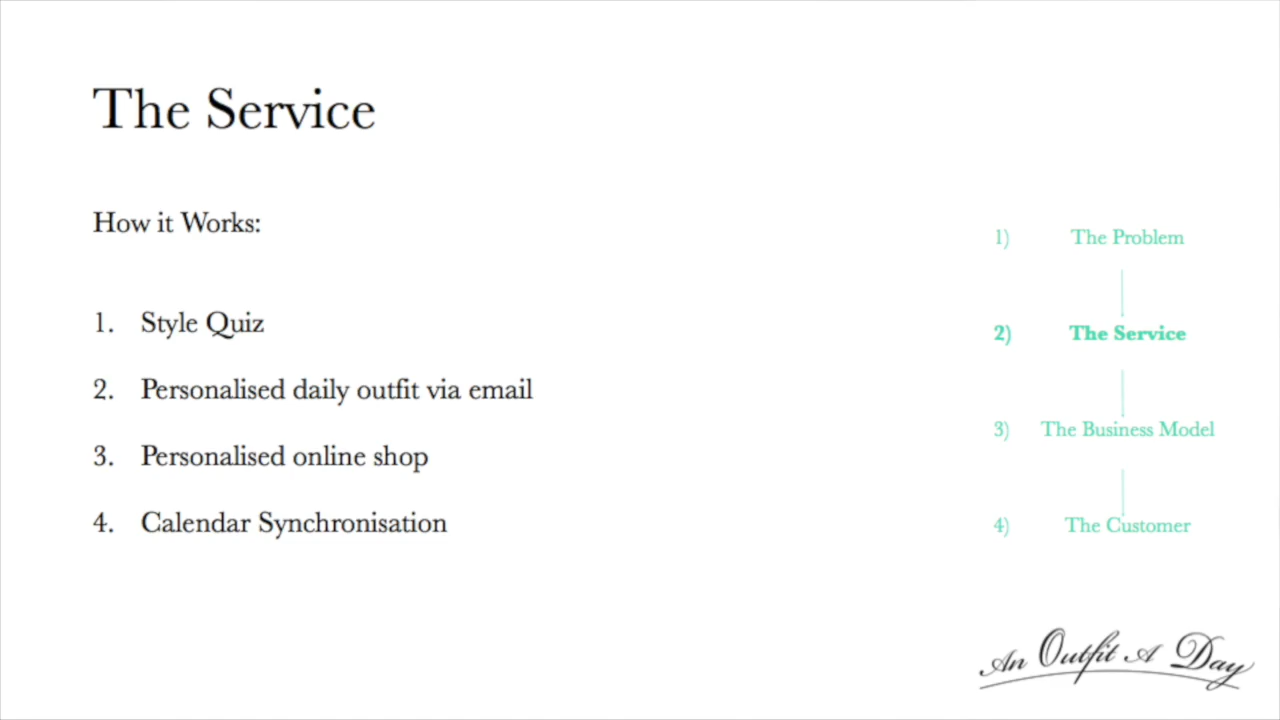 The Service
How it Works:
1. Style Quiz
2. Personalised daily outfit via email
3. Personalised online shop
4. Calendar Synchronisation
1) The Problem
2) The Service
3) The Business Model
4) The Customer
An Outfit A Day